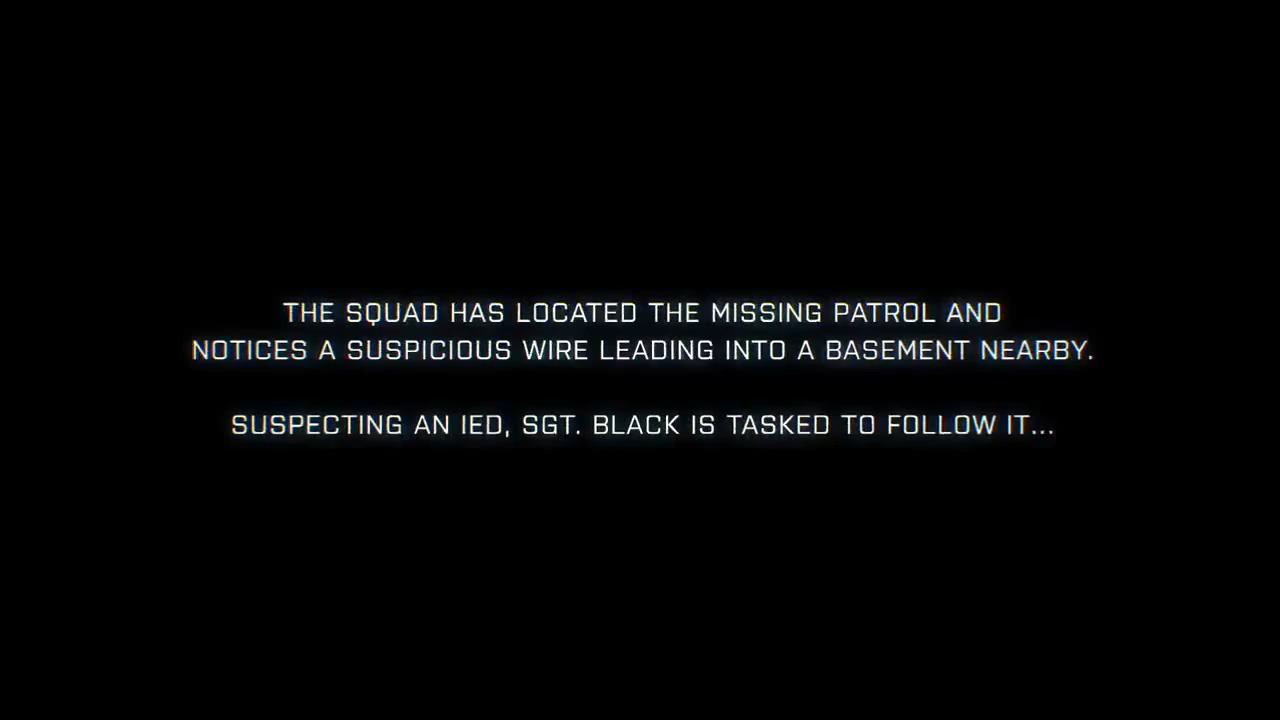 THE SQUAD HAS LOCATED THE MISSING PATROL AND
NOTICES A SUSPICIOUS WIRE LEADING INTO A BASEMENT NEARBY.
SUSPECTING AN IED, SGT. BLACK IS TASKED TO FOLLOW IT...